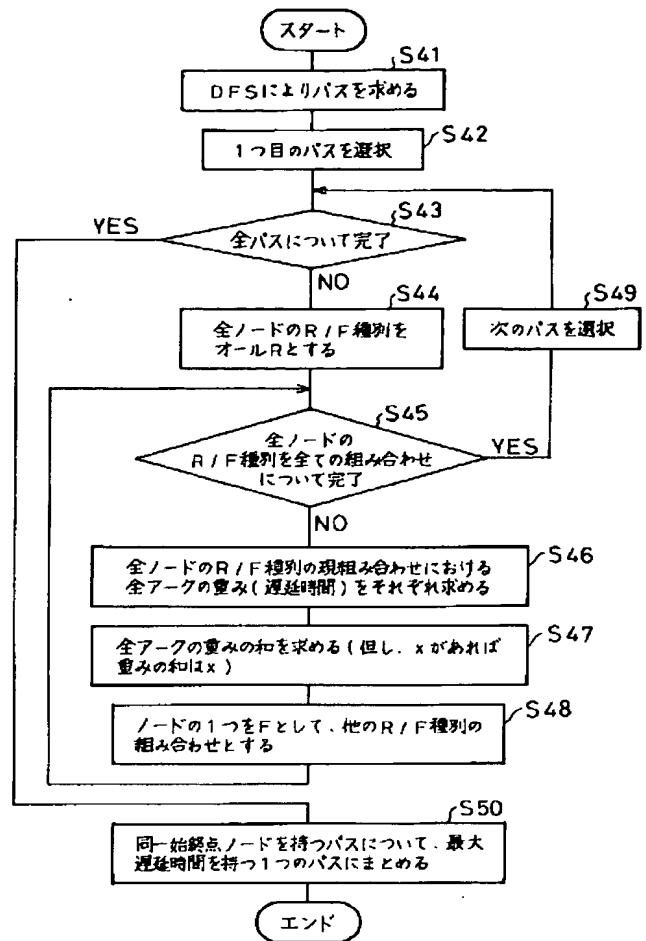 スタート
S41
DFSによりパスを求める
S42
1つ目のパスを選択
S43
YES
全パスについて完了
NO
S44
S49
全ノードのR/F種別を
オールRとする
次のパスを選択
S45
全ノードの
R/F種別を全ての組み合わせ
について完了
YES
NO
S46
全ノードのR/F種別の現組み合わせにおける
全アークの重み(遅延時間)をそれぞれ求める
S47
全アークの重みの和を求める(但し、xがあれば
重みの和はx)
S48
ノードの1つをFとして、他のR/F種別の
組み合わせとする
S50
同一始終点ノードを持つパスについて、最大
遅延時間を持つ1つのパスにまとめる
エンド